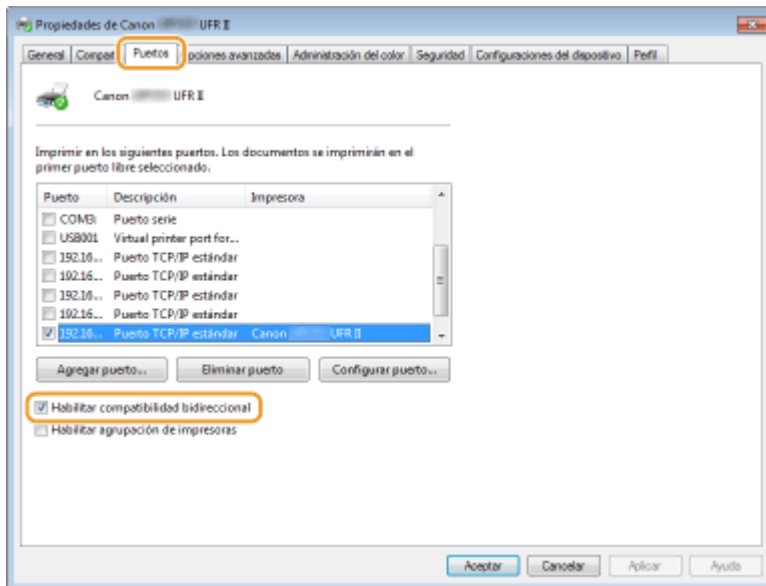 Propiedades de Canon UFR II
General Compart Puertos pciones avanzadas Administración del color Seguridad Configuraciones del dispositivo Perfil
Canon UFR II
Imprimir en los siguientes puertos. Los documentos se imprimirán en el
primer puerto libre seleccionado.
Puerto Descripción Impresora
COM3: Puerto serie
USB001 Virtual printer port for...
192.16... Puerto TCP/IP estándar
192.16... Puerto TCP/IP estándar
192.16... Puerto TCP/IP estándar
192.16... Puerto TCP/IP estándar
192.16... Puerto TCP/IP estándar Canon UFR II
Agregar puerto... Eliminar puerto Configurar puerto...
Habilitar compatibilidad bidireccional
Habilitar agrupación de impresoras
Aceptar Cancelar Aplicar Ayuda